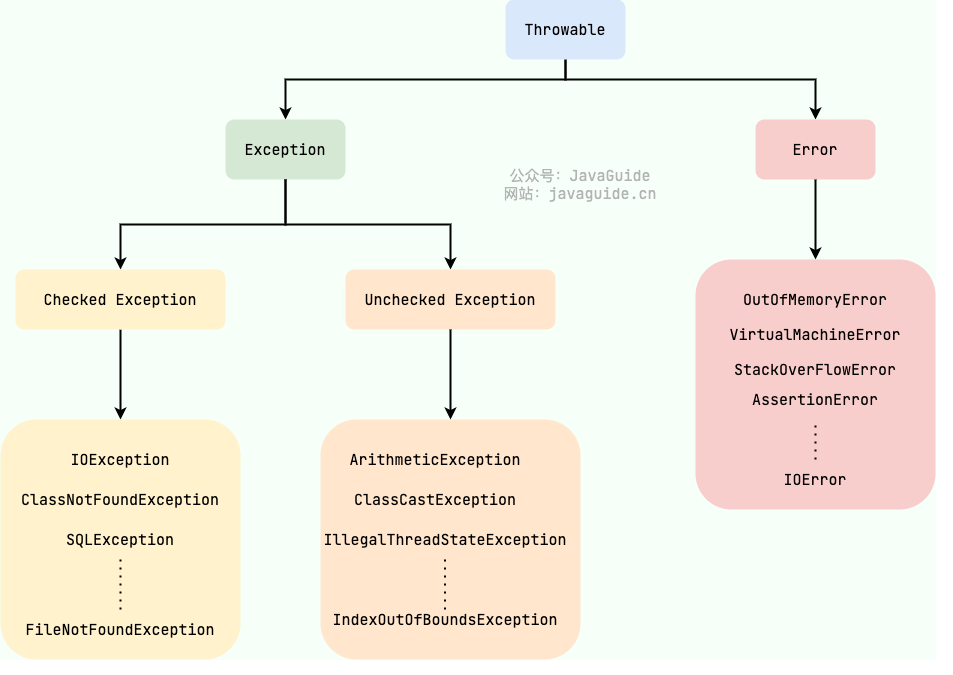 Throwable
Exception
Error
公众号：JavaGuide
网站：javaguide.cn
Checked Exception
Unchecked Exception
OutOfMemoryError
VirtualMachineError
StackOverFlowError
AssertionError
IOError
IOException
ClassNotFoundException
SQLException
FileNotFoundException
ArithmeticException
ClassCastException
IllegalThreadStateException
IndexOutOfBoundsException